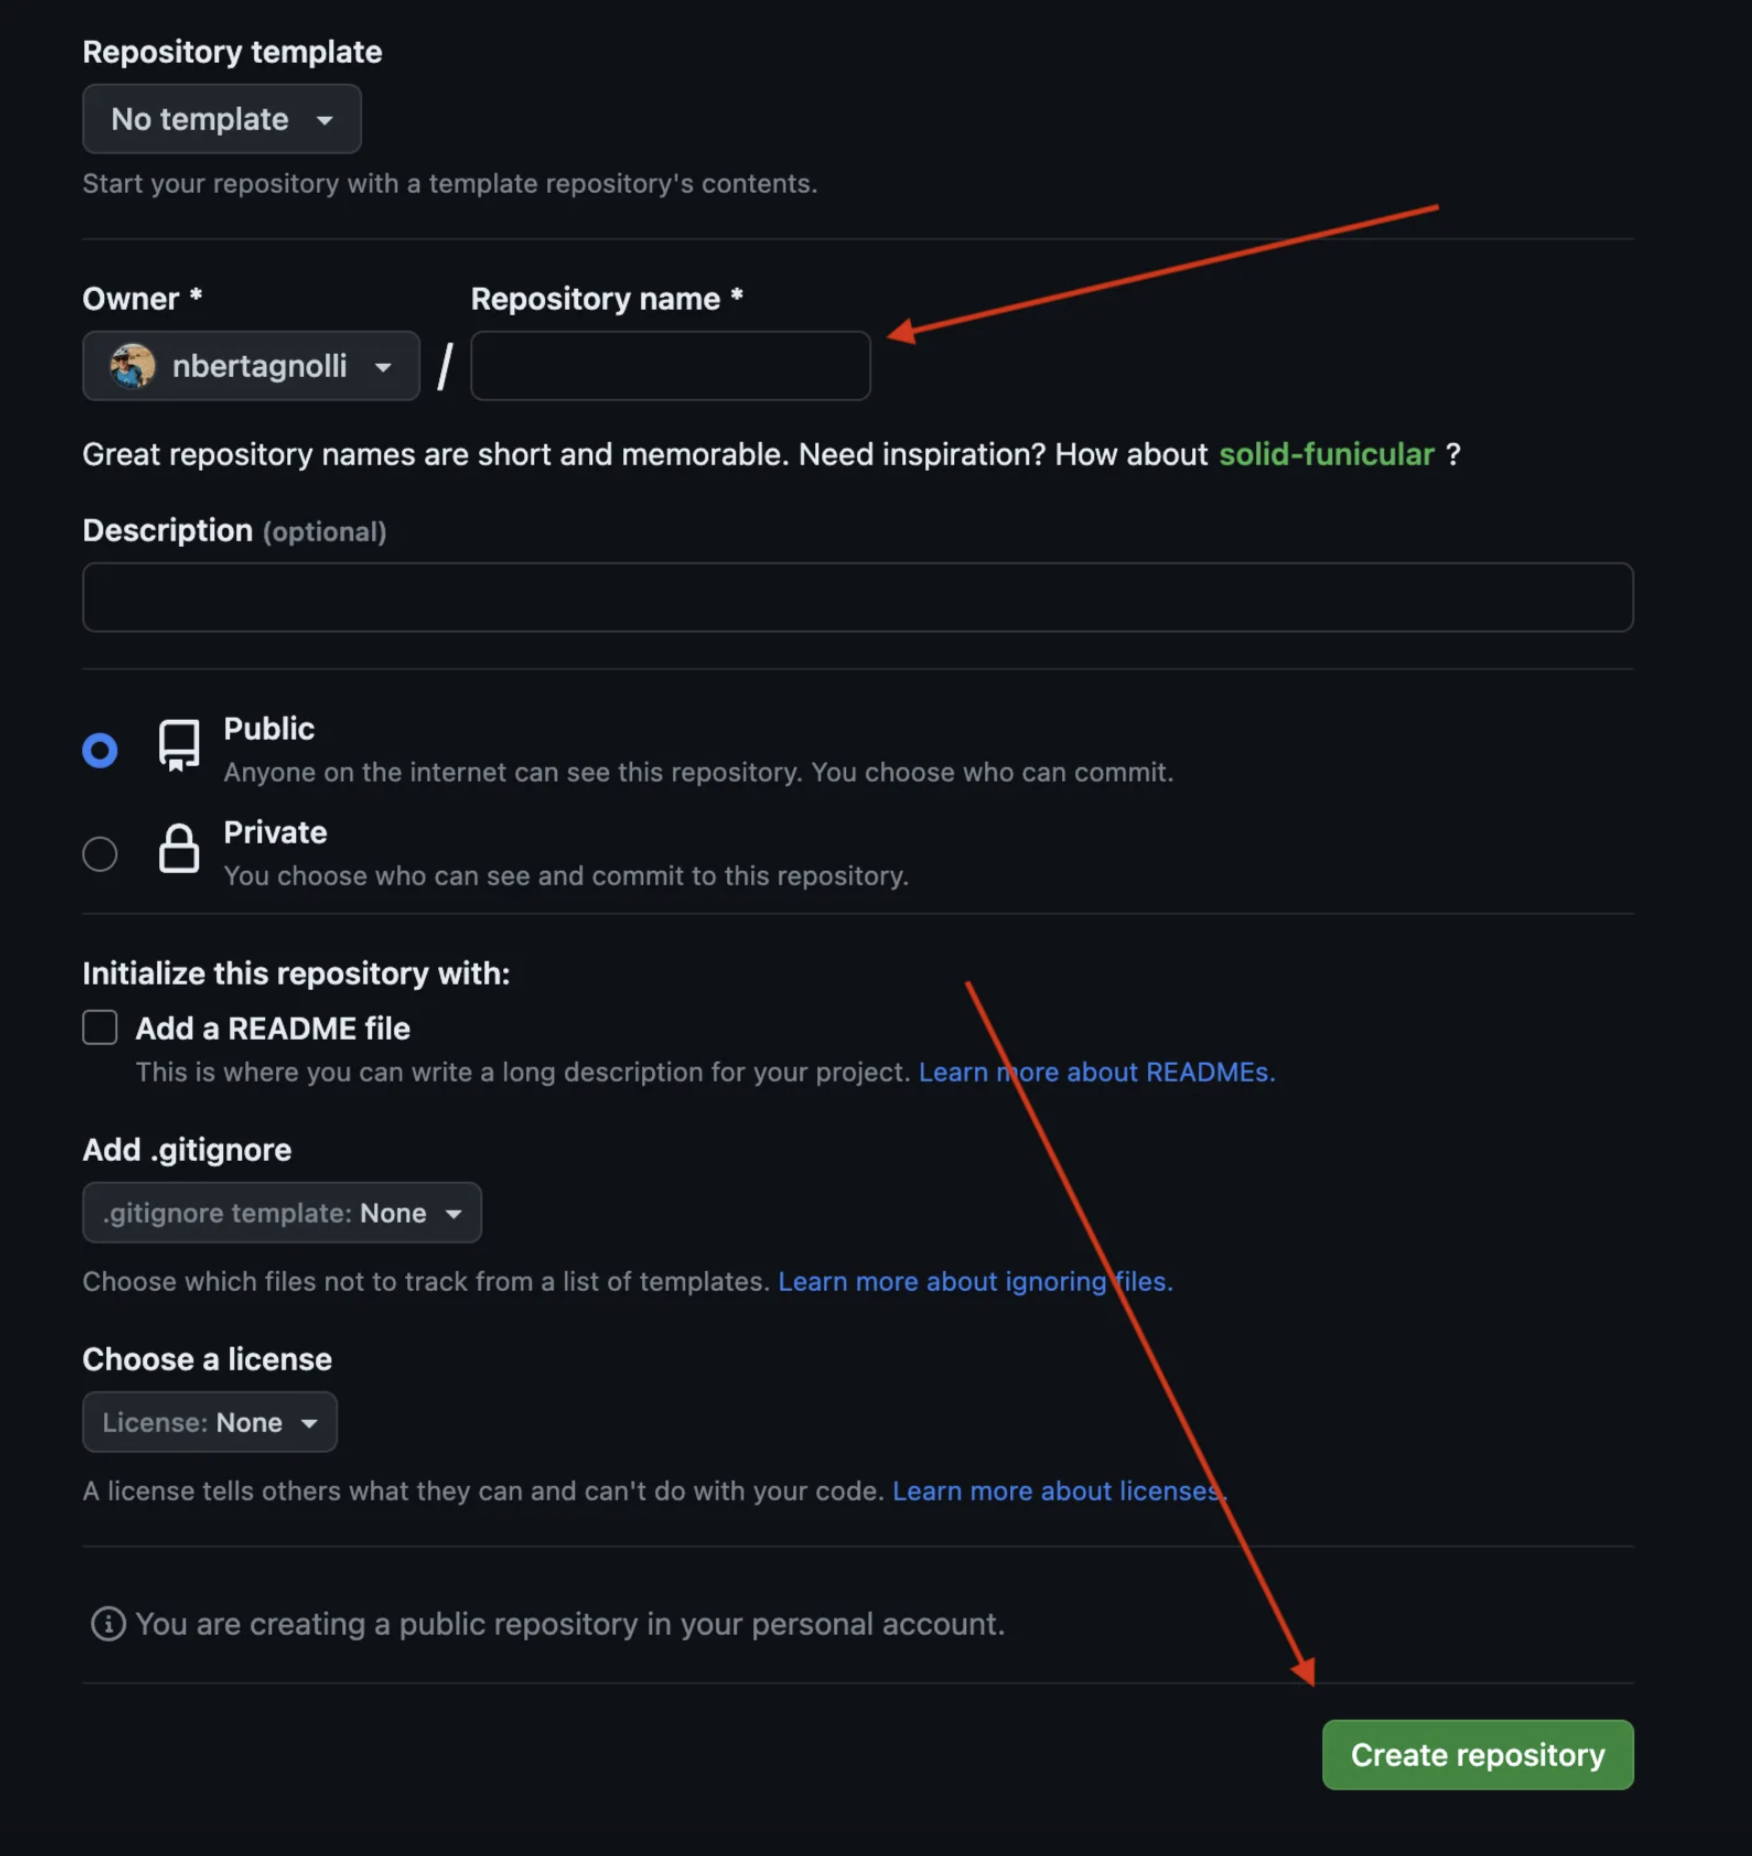 Repository template
No template
Start your repository with a template repository's contents.
Owner * Repository name *
nbertagnolli /
Great repository names are short and memorable. Need inspiration? How about solid-funicular ?
Description (optional)
Public
Anyone on the internet can see this repository. You choose who can commit.
Private
You choose who can see and commit to this repository.
Initialize this repository with:
Add a README file
This is where you can write a long description for your project. Learn more about READMEs.
Add .gitignore
.gitignore template: None
Choose which files not to track from a list of templates. Learn more about ignoring files.
Choose a license
License: None
A license tells others what they can and can't do with your code. Learn more about licenses.
You are creating a public repository in your personal account.
Create repository